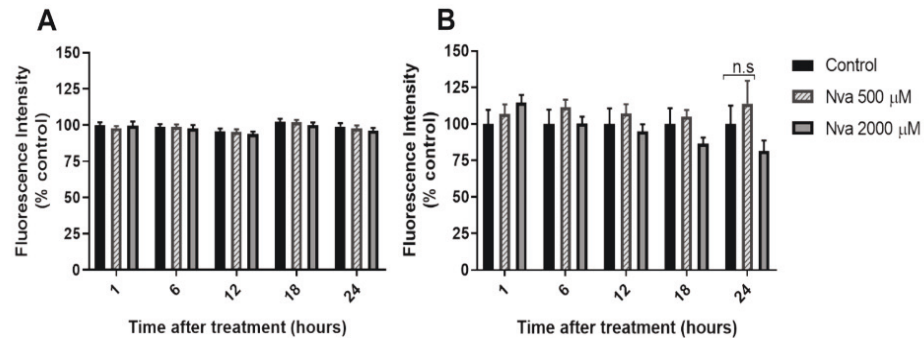 A
Fluorescence Intensity
(% control)
150
125
100
75
50
25
0
1
6
12
18
24
Time after treatment (hours)
B
Fluorescence Intensity
(% control)
150
125
100
75
50
25
0
n.s
1
6
12
18
24
Time after treatment (hours)
Control
Nva 500 μM
Nva 2000 μM